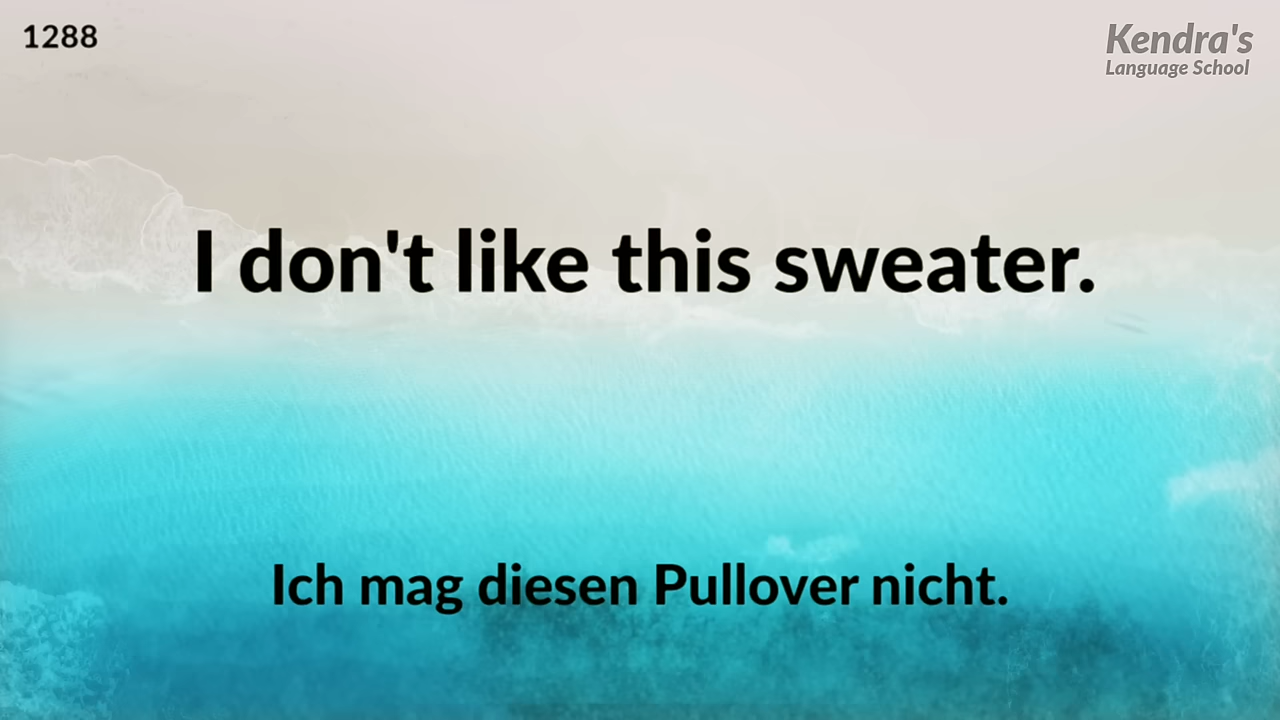 1288
Kendra's
Language School
I don't like this sweater.
Ich mag diesen Pullover nicht.